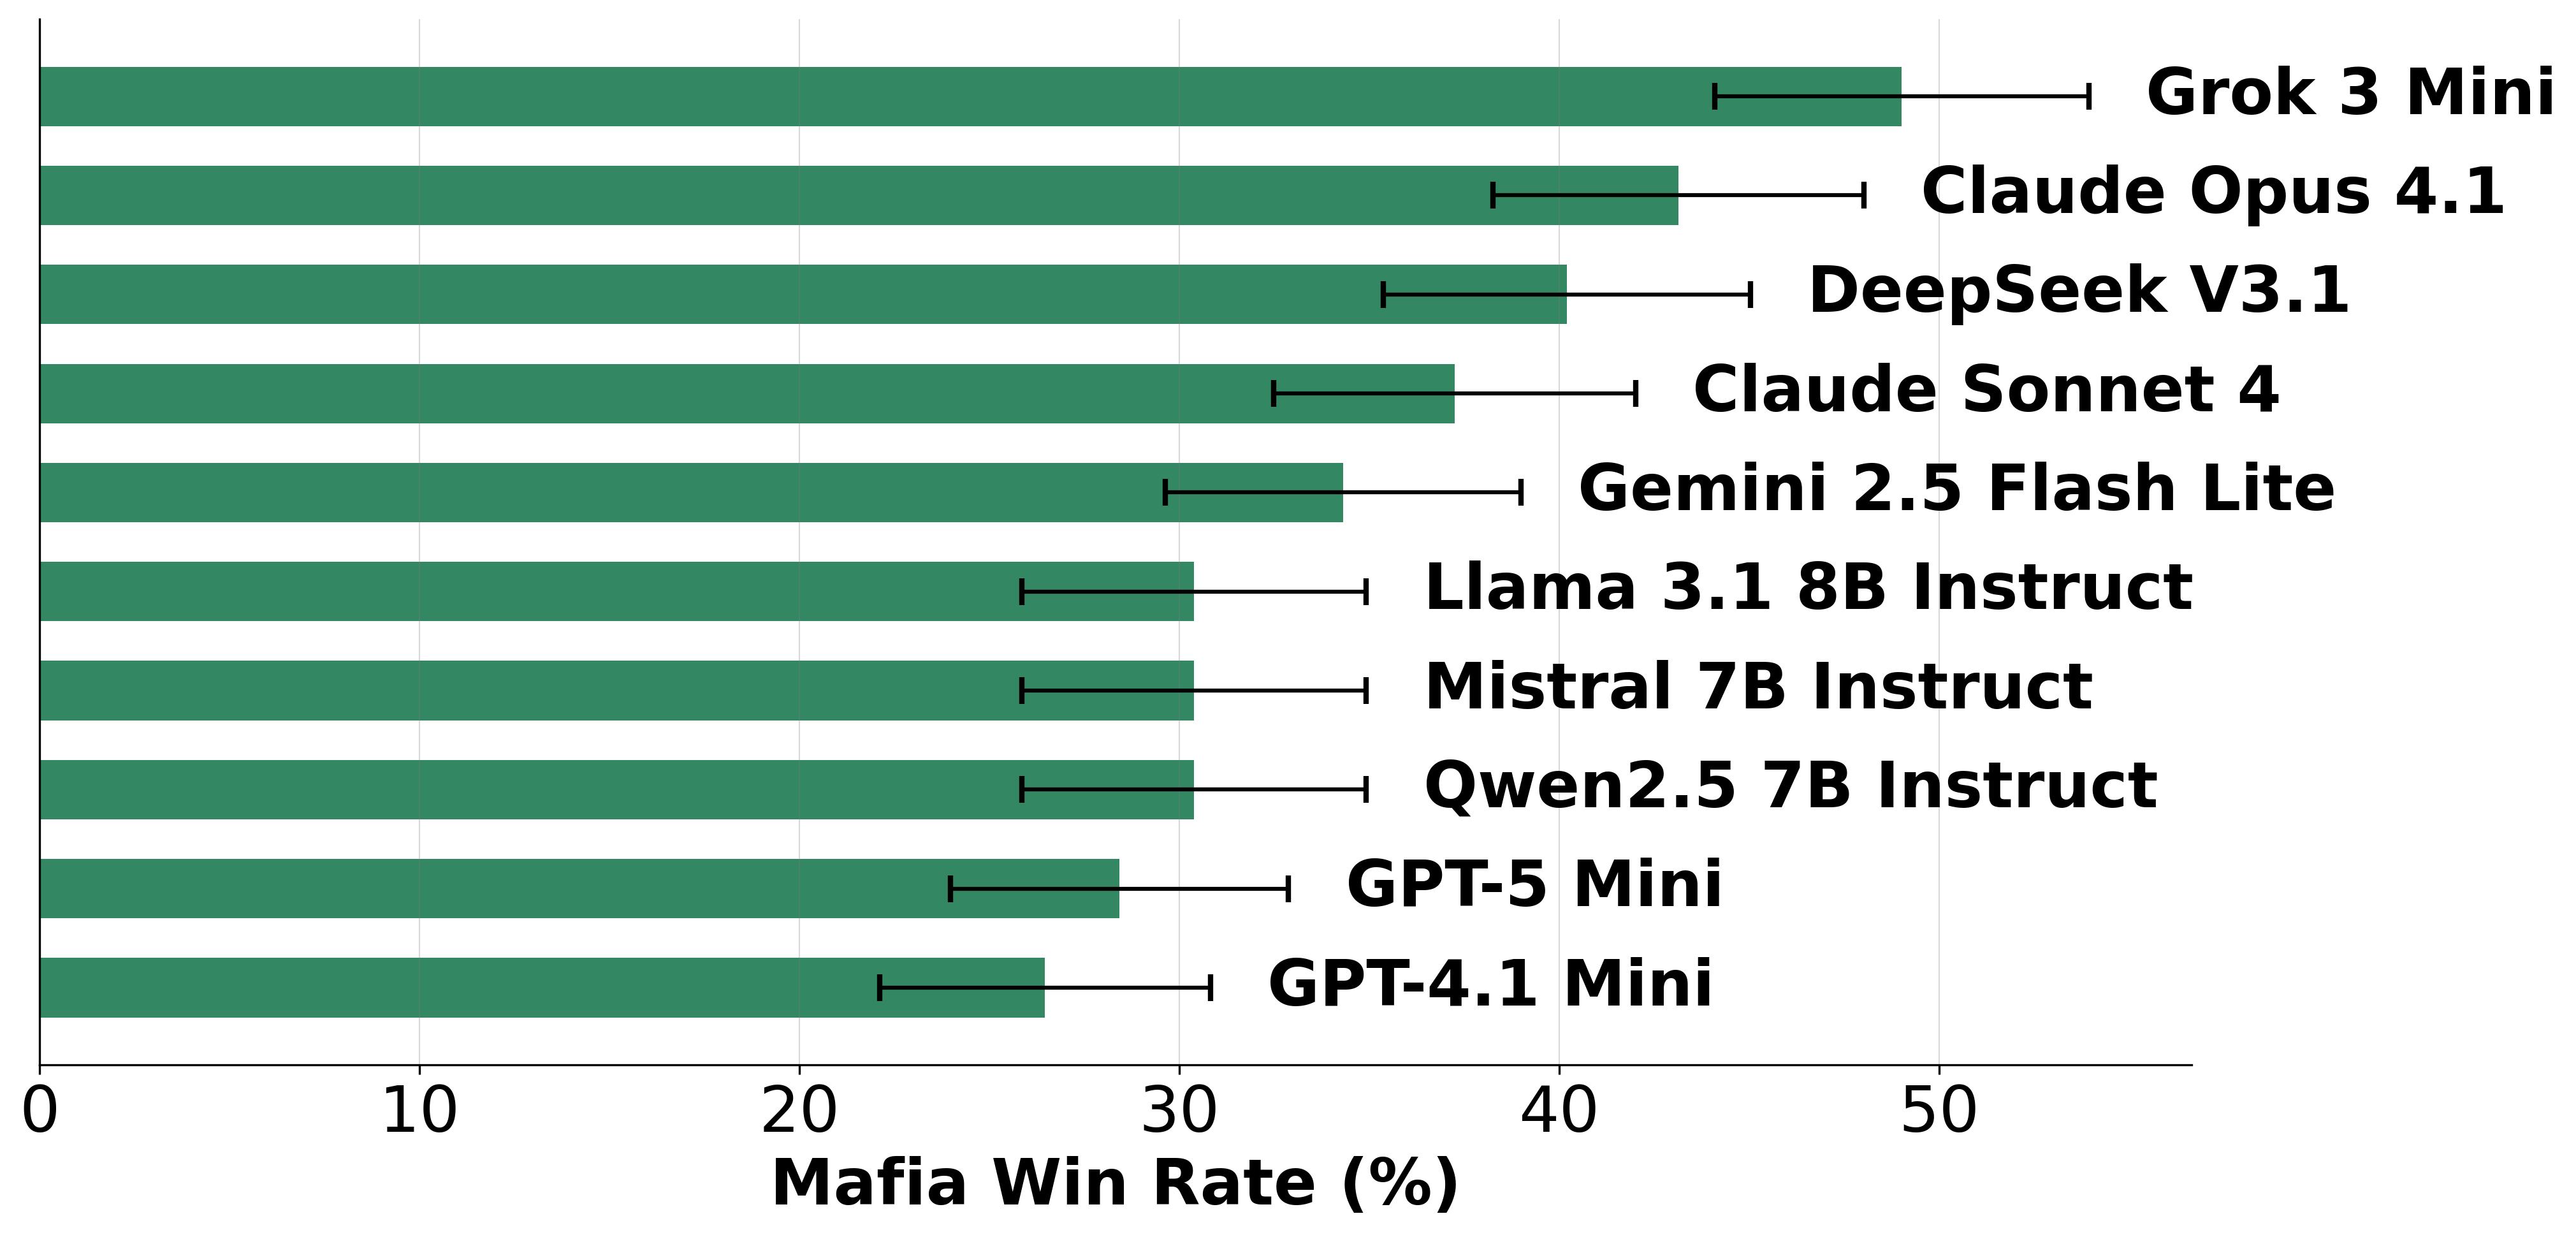 Grok 3 Mini
Claude Opus 4.1
DeepSeek V3.1
Claude Sonnet 4
Gemini 2.5 Flash Lite
Llama 3.1 8B Instruct
Mistral 7B Instruct
Qwen2.5 7B Instruct
GPT-5 Mini
GPT-4.1 Mini
0 10 20 30 40 50
Mafia Win Rate (%)